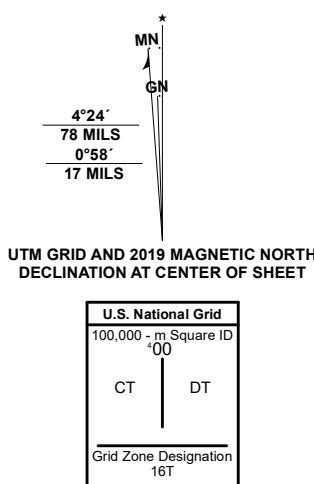 ★
MN
GN
4°24´
78 MILS
0°58´
17 MILS
UTM GRID AND 2019 MAGNETIC NORTH
DECLINATION AT CENTER OF SHEET
U.S. National Grid
100,000 - m Square ID
⁴00
CT DT
Grid Zone Designation
16T